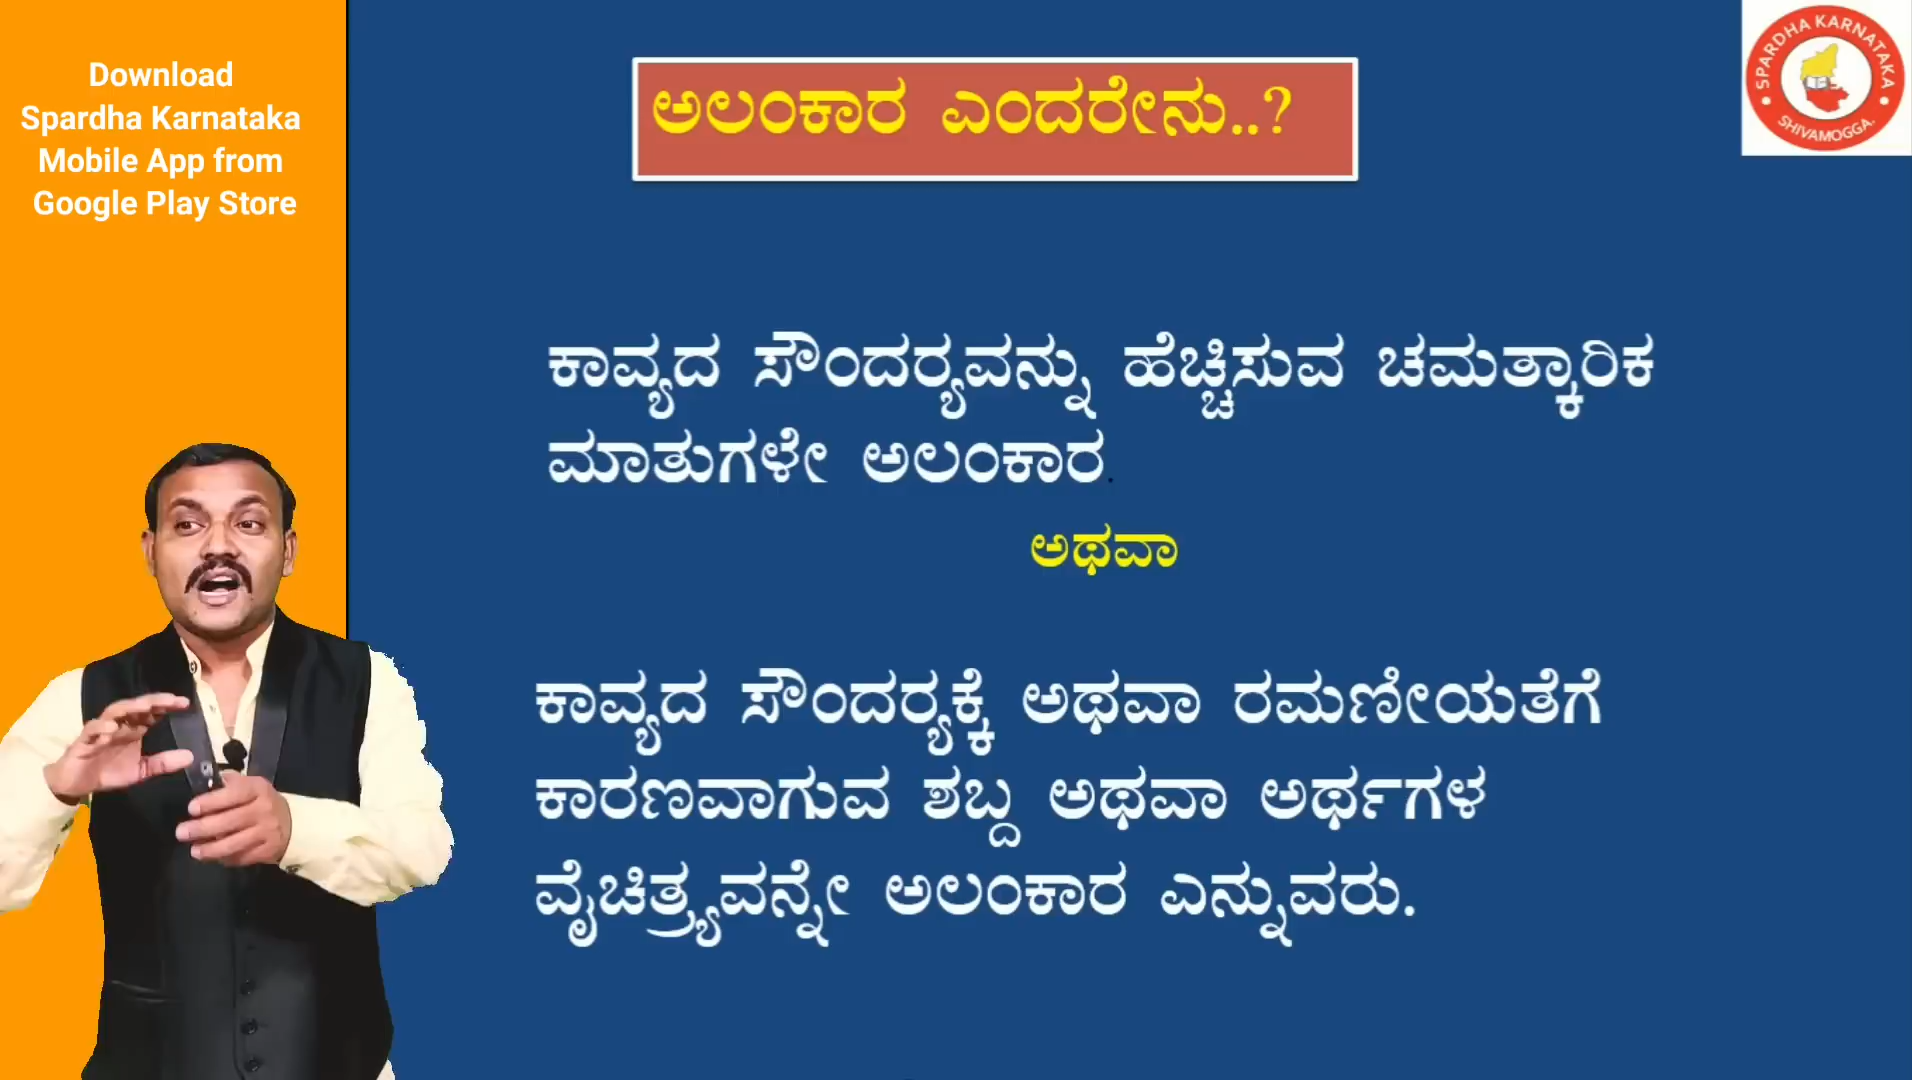 Download
Spardha Karnataka
Mobile App from
Google Play Store
ಅಲಂಕಾರ ಎಂದರೇನು..?
SPARDHA KARNATAKA
SHIVAMOGGA.
ಕಾವ್ಯದ ಸೌಂದರ‍್ಯವನ್ನು ಹೆಚ್ಚಿಸುವ ಚಮತ್ಕಾರಿಕ
ಮಾತುಗಳೇ ಅಲಂಕಾರ.
ಅಥವಾ
ಕಾವ್ಯದ ಸೌಂದರ‍್ಯಕ್ಕೆ ಅಥವಾ ರಮಣೀಯತೆಗೆ
ಕಾರಣವಾಗುವ ಶಬ್ದ ಅಥವಾ ಅರ್ಥಗಳ
ವೈಚಿತ್ರ್ಯವನ್ನೇ ಅಲಂಕಾರ ಎನ್ನುವರು.